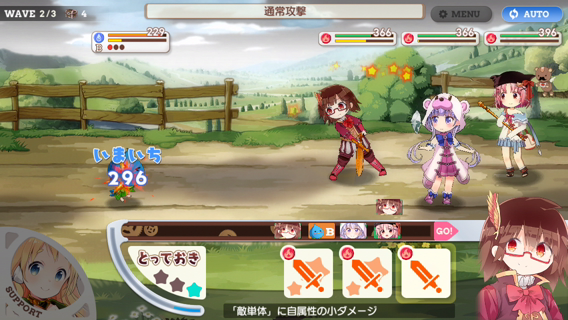 WAVE 2/3 4
通常攻撃
MENU
AUTO
229
B
366
366
396
いまいち
296
B
GO!
とっておき
SUPPORT
「敵単体」に自属性の小ダメージ